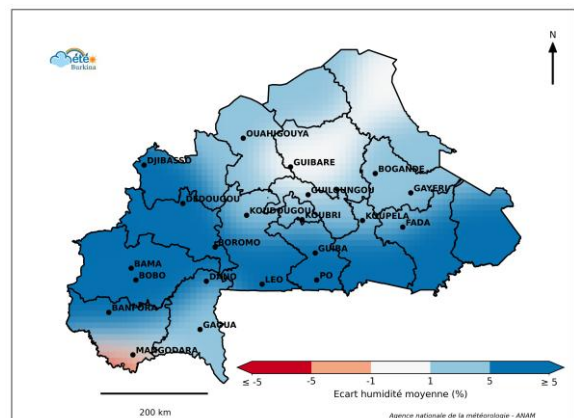 N
météo
Burkina
OUAHIGOUYA
DJIBASSO
GUIBARE
BOGANDE
DEDOUGOU
GUILOUNGOU
GAYERI
KOUDOUGOU
KOUBRI
KOUPELA
FADA
BOROMO
GUIBA
BAMA
BOBO
DANO
LEO
PO
BANFORA
GAOUA
MANGODARA
≤ -5 -5 -1 1 5 ≥ 5
Ecart humidité moyenne (%)
200 km
Agence nationale de la météorologie - ANAM